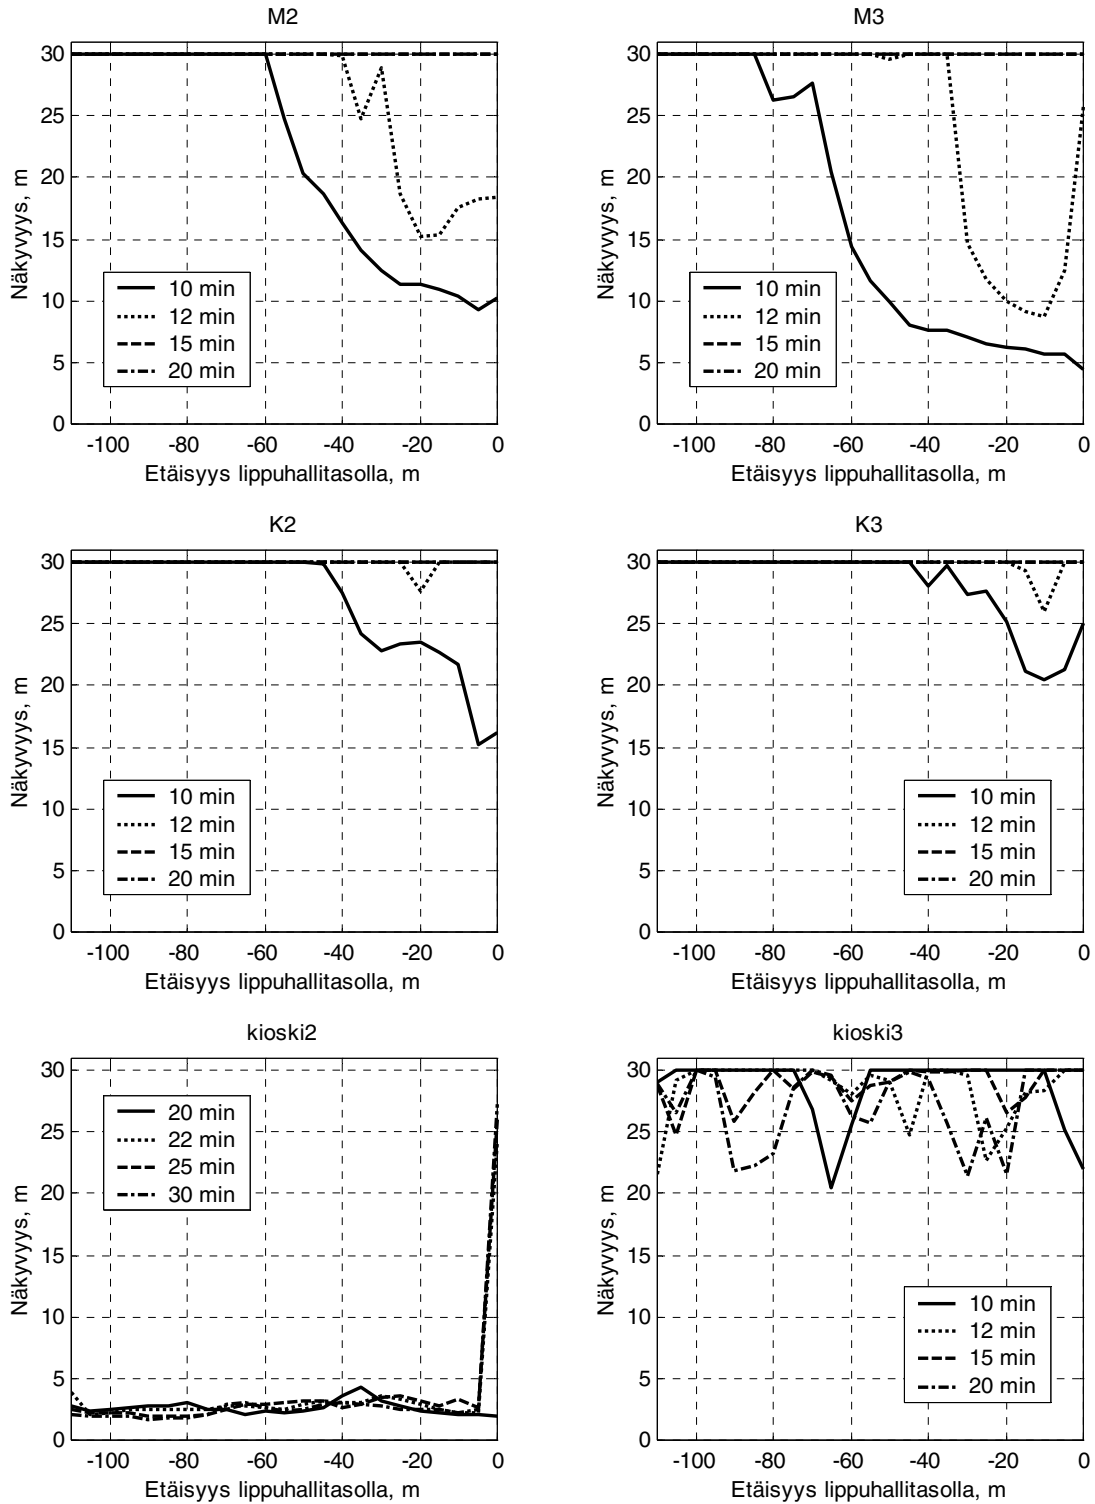 M2
30
25
20
15
10
5
0
Näkyvyys, m
10 min
12 min
15 min
20 min
-100 -80 -60 -40 -20 0
Etäisyys lippuhallitasolla, m
M3
30
25
20
15
10
5
0
Näkyvyys, m
10 min
12 min
15 min
20 min
-100 -80 -60 -40 -20 0
Etäisyys lippuhallitasolla, m
K2
30
25
20
15
10
5
0
Näkyvyys, m
10 min
12 min
15 min
20 min
-100 -80 -60 -40 -20 0
Etäisyys lippuhallitasolla, m
K3
30
25
20
15
10
5
0
Näkyvyys, m
10 min
12 min
15 min
20 min
-100 -80 -60 -40 -20 0
Etäisyys lippuhallitasolla, m
kioski2
30
25
20
15
10
5
0
Näkyvyys, m
20 min
22 min
25 min
30 min
-100 -80 -60 -40 -20 0
Etäisyys lippuhallitasolla, m
kioski3
30
25
20
15
10
5
0
Näkyvyys, m
10 min
12 min
15 min
20 min
-100 -80 -60 -40 -20 0
Etäisyys lippuhallitasolla, m